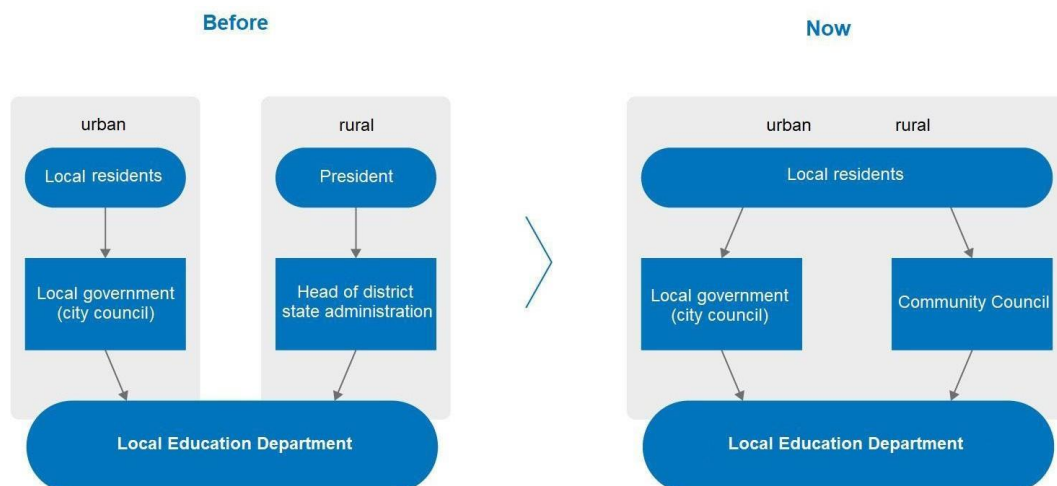 Before
urban
Local residents
Local government
(city council)
rural
President
Head of district
state administration
Local Education Department
Now
urban
rural
Local residents
Local government
(city council)
Community Council
Local Education Department